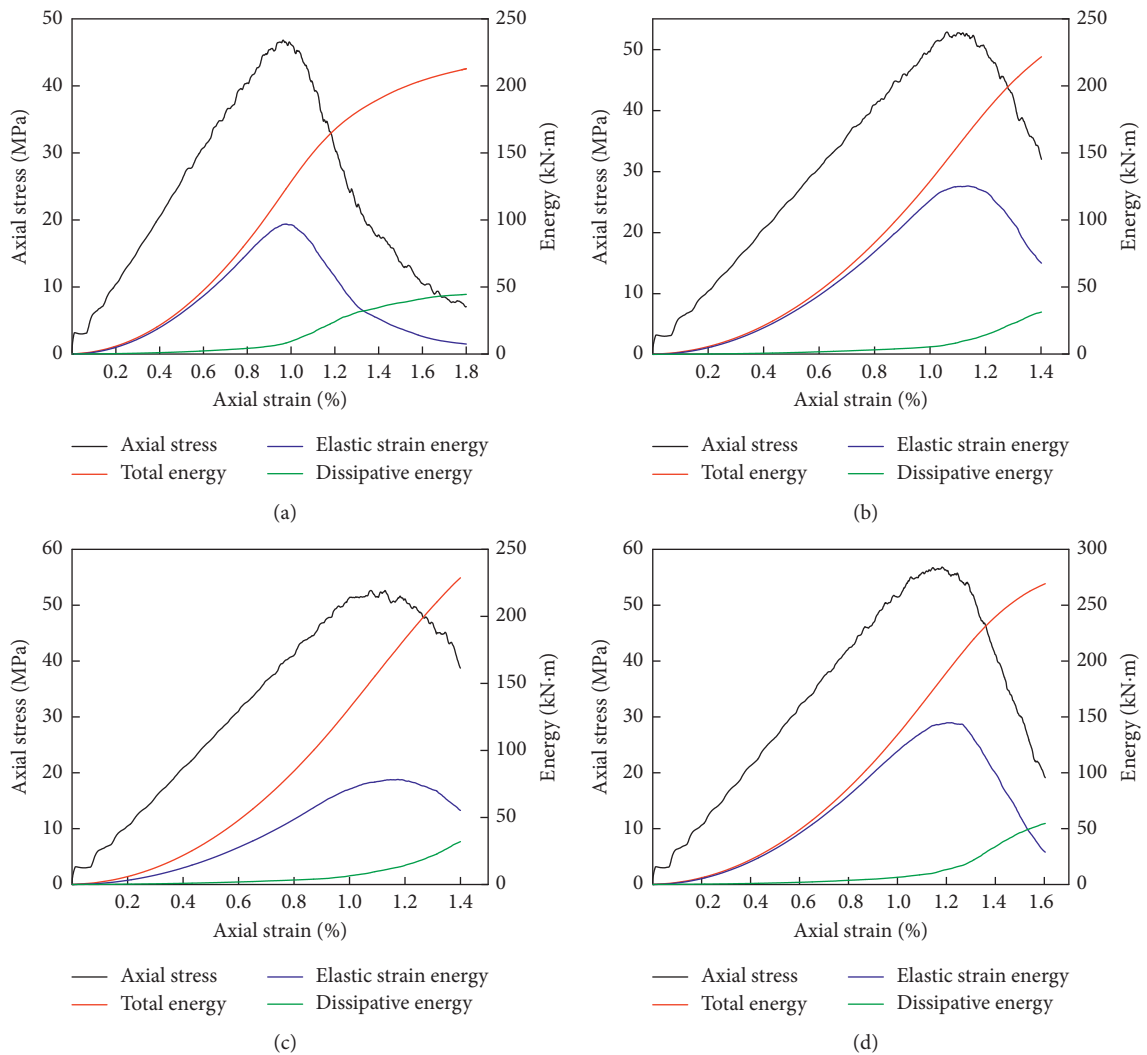 50
40
30
20
10
0
Axial stress (MPa)
250
200
150
100
50
0
Energy (kN·m)
0.2 0.4 0.6 0.8 1.0 1.2 1.4 1.6 1.8
Axial strain (%)
Axial stress Elastic strain energy
Total energy Dissipative energy
(a)
50
40
30
20
10
0
Axial stress (MPa)
250
200
150
100
50
0
Energy (kN·m)
0.2 0.4 0.6 0.8 1.0 1.2 1.4
Axial strain (%)
Axial stress Elastic strain energy
Total energy Dissipative energy
(b)
60
50
40
30
20
10
0
Axial stress (MPa)
250
200
150
100
50
0
Energy (kN·m)
0.2 0.4 0.6 0.8 1.0 1.2 1.4
Axial strain (%)
Axial stress Elastic strain energy
Total energy Dissipative energy
(c)
60
50
40
30
20
10
0
Axial stress (MPa)
300
250
200
150
100
50
0
Energy (kN·m)
0.2 0.4 0.6 0.8 1.0 1.2 1.4 1.6
Axial strain (%)
Axial stress Elastic strain energy
Total energy Dissipative energy
(d)